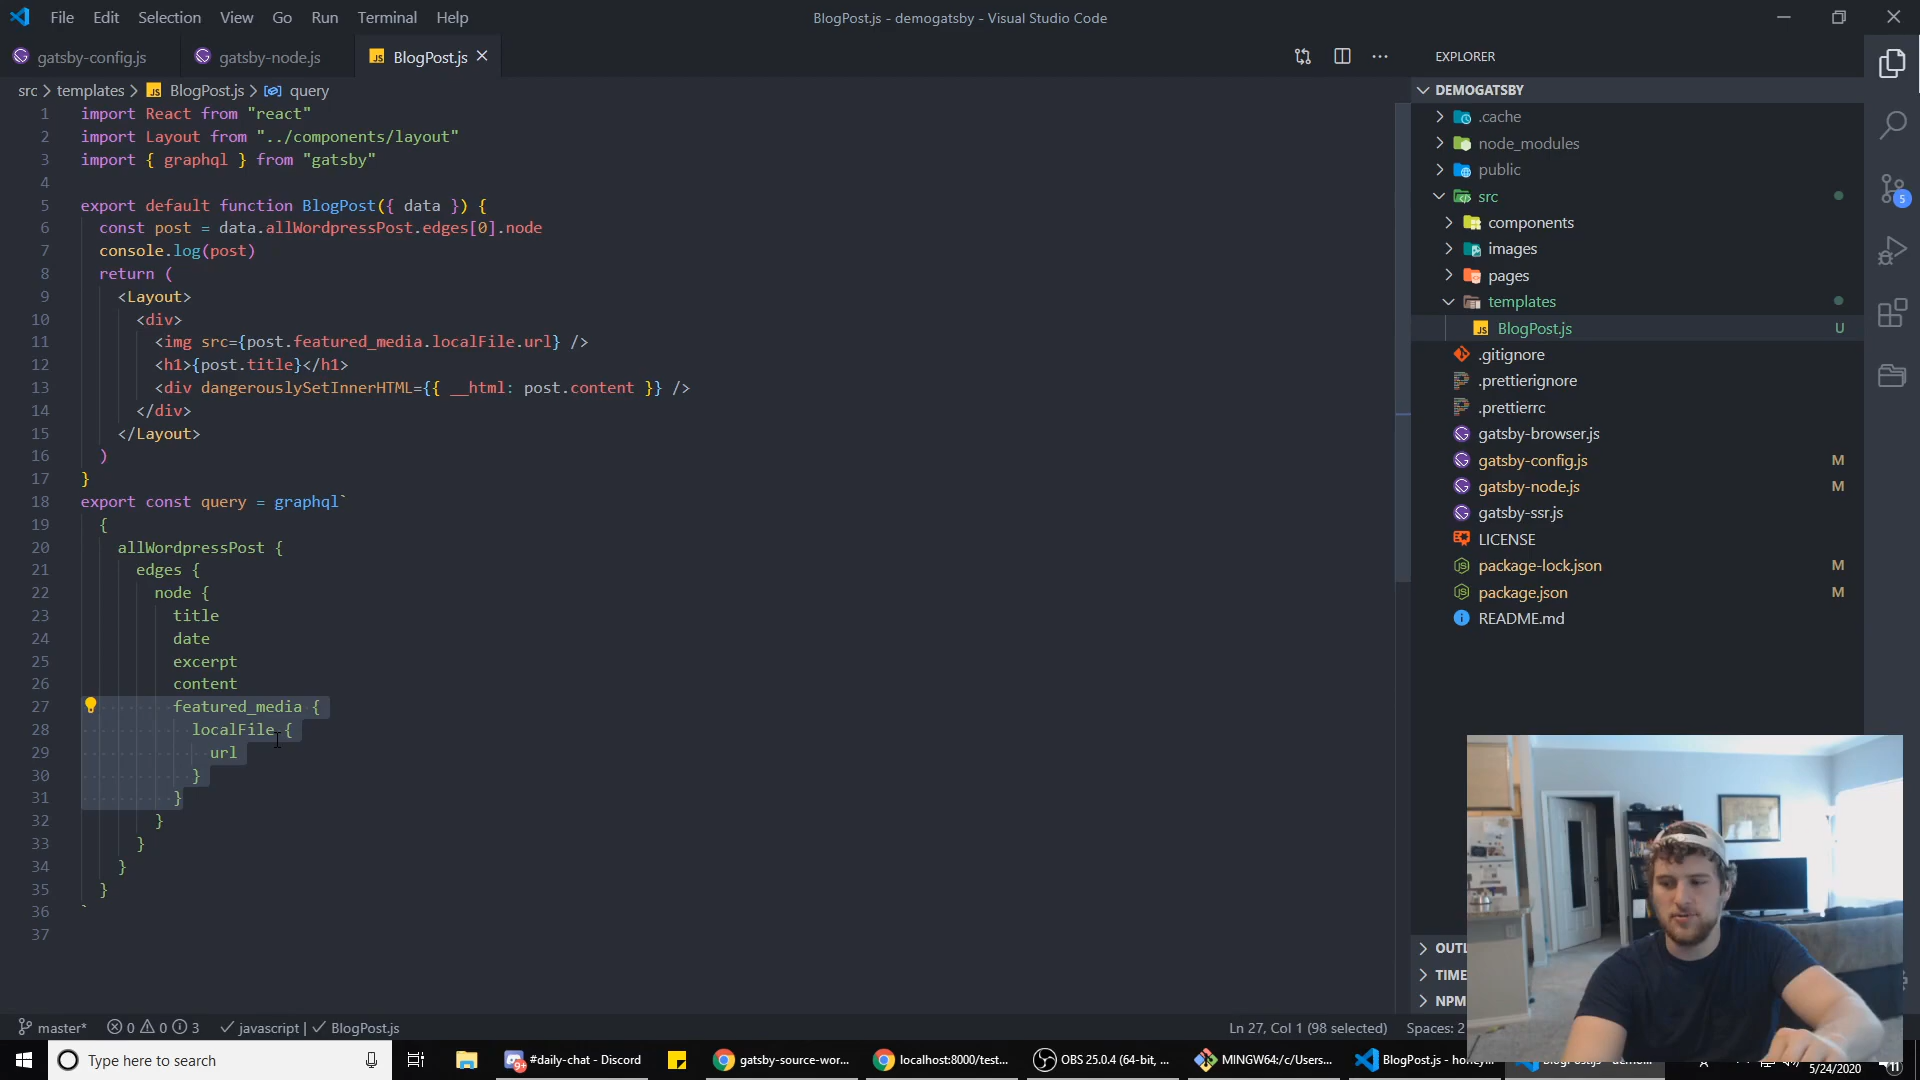 File Edit Selection View Go Run Terminal Help
BlogPost.js - demogatsby - Visual Studio Code
gatsby-config.js
gatsby-node.js
BlogPost.js
src > templates > JS BlogPost.js > query
1 import React from "react"
2 import Layout from "../components/layout"
3 import { graphql } from "gatsby"
4
5 export default function BlogPost({ data }) {
6 const post = data.allWordpressPost.edges[0].node
7 console.log(post)
8 return (
9 <Layout>
10 <div>
11 <img src={post.featured_media.localFile.url} />
12 <h1>{post.title}</h1>
13 <div dangerouslySetInnerHTML={{ __html: post.content }} />
14 </div>
15 </Layout>
16 )
17 }
18 export const query = graphql`
19 {
20 allWordpressPost {
21 edges {
22 node {
23 title
24 date
25 excerpt
26 content
27 featured_media {
28 localFile {
29 url
30 }
31 }
32 }
33 }
34 }
35 }
36 `
37
EXPLORER
DEMOGATSBY
.cache
node_modules
public
src
components
images
pages
templates
JS BlogPost.js U
.gitignore
.prettierignore
.prettierrc
gatsby-browser.js
gatsby-config.js M
gatsby-node.js M
gatsby-ssr.js
LICENSE
package-lock.json M
package.json M
README.md
5
OUTL
TIME
NPM
master* 0 0 3 javascript | BlogPost.js
Ln 27, Col 1 (98 selected) Spaces: 2
Type here to search
#daily-chat - Discord
gatsby-source-wor...
localhost:8000/test...
OBS 25.0.4 (64-bit, ...
MINGW64:/c/Users...
BlogPost.js - honey
5/24/2020
11